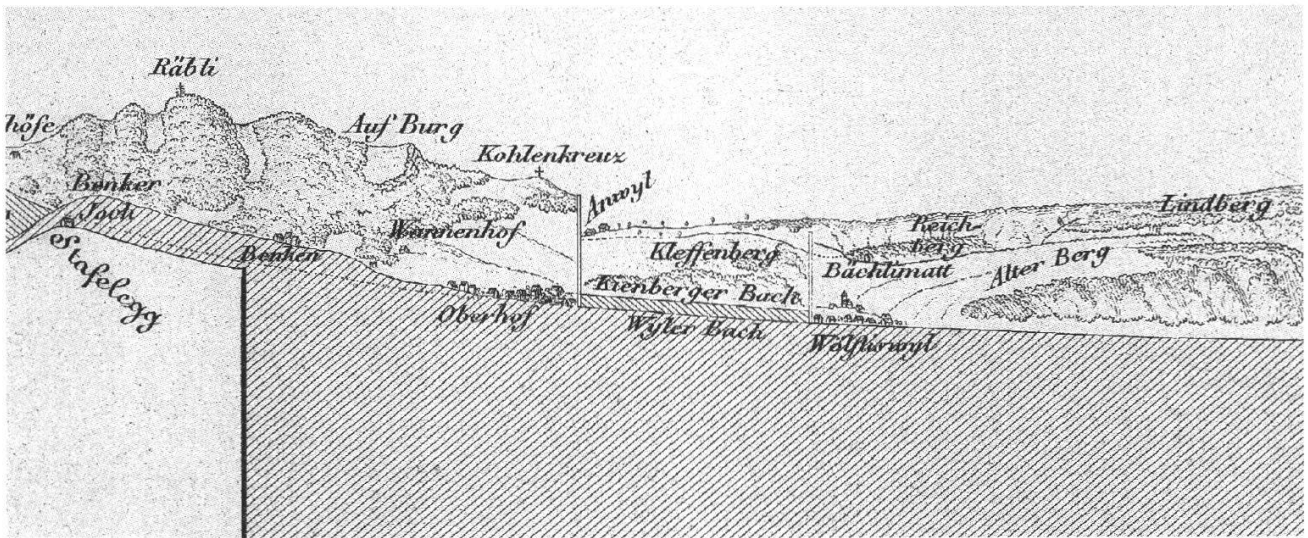 Räbli
höfe
Auf Burg
Kohlenkreuz
Benker
Joch
Anwyl
Wannenhof
Stafelegg
Benken
Oberhof
Kleffenberg
Reich-
berg
Lindberg
Bächlimatt
Alter Berg
Kienberger Bach
Wyler Bach
Wölfliswyl